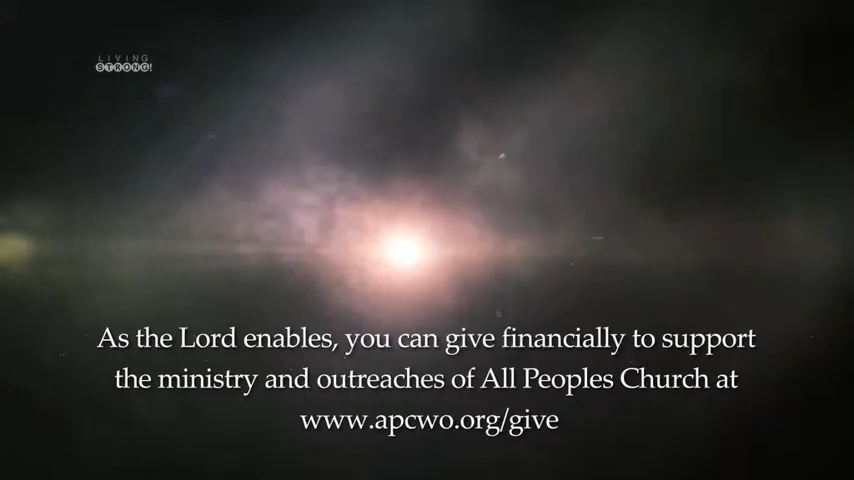 LIVING
STRONG!
As the Lord enables, you can give financially to support
the ministry and outreaches of All Peoples Church at
www.apcwo.org/give